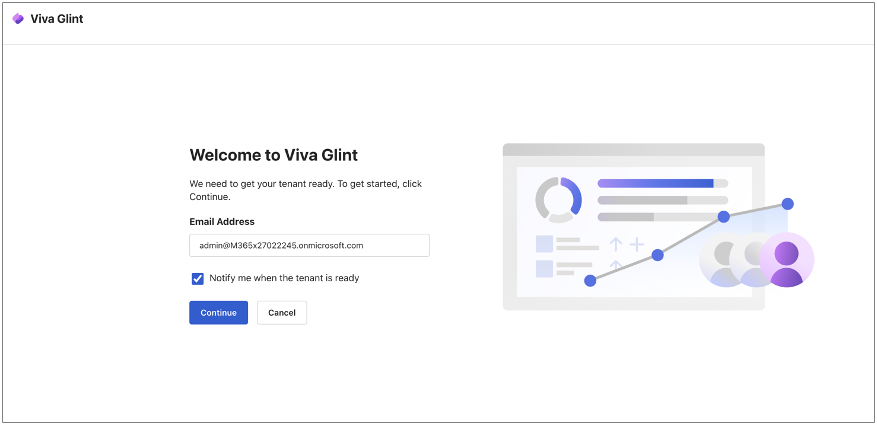 Viva Glint
Welcome to Viva Glint
We need to get your tenant ready. To get started, click
Continue.
Email Address
admin@M365x27022245.onmicrosoft.com
Notify me when the tenant is ready
Continue
Cancel